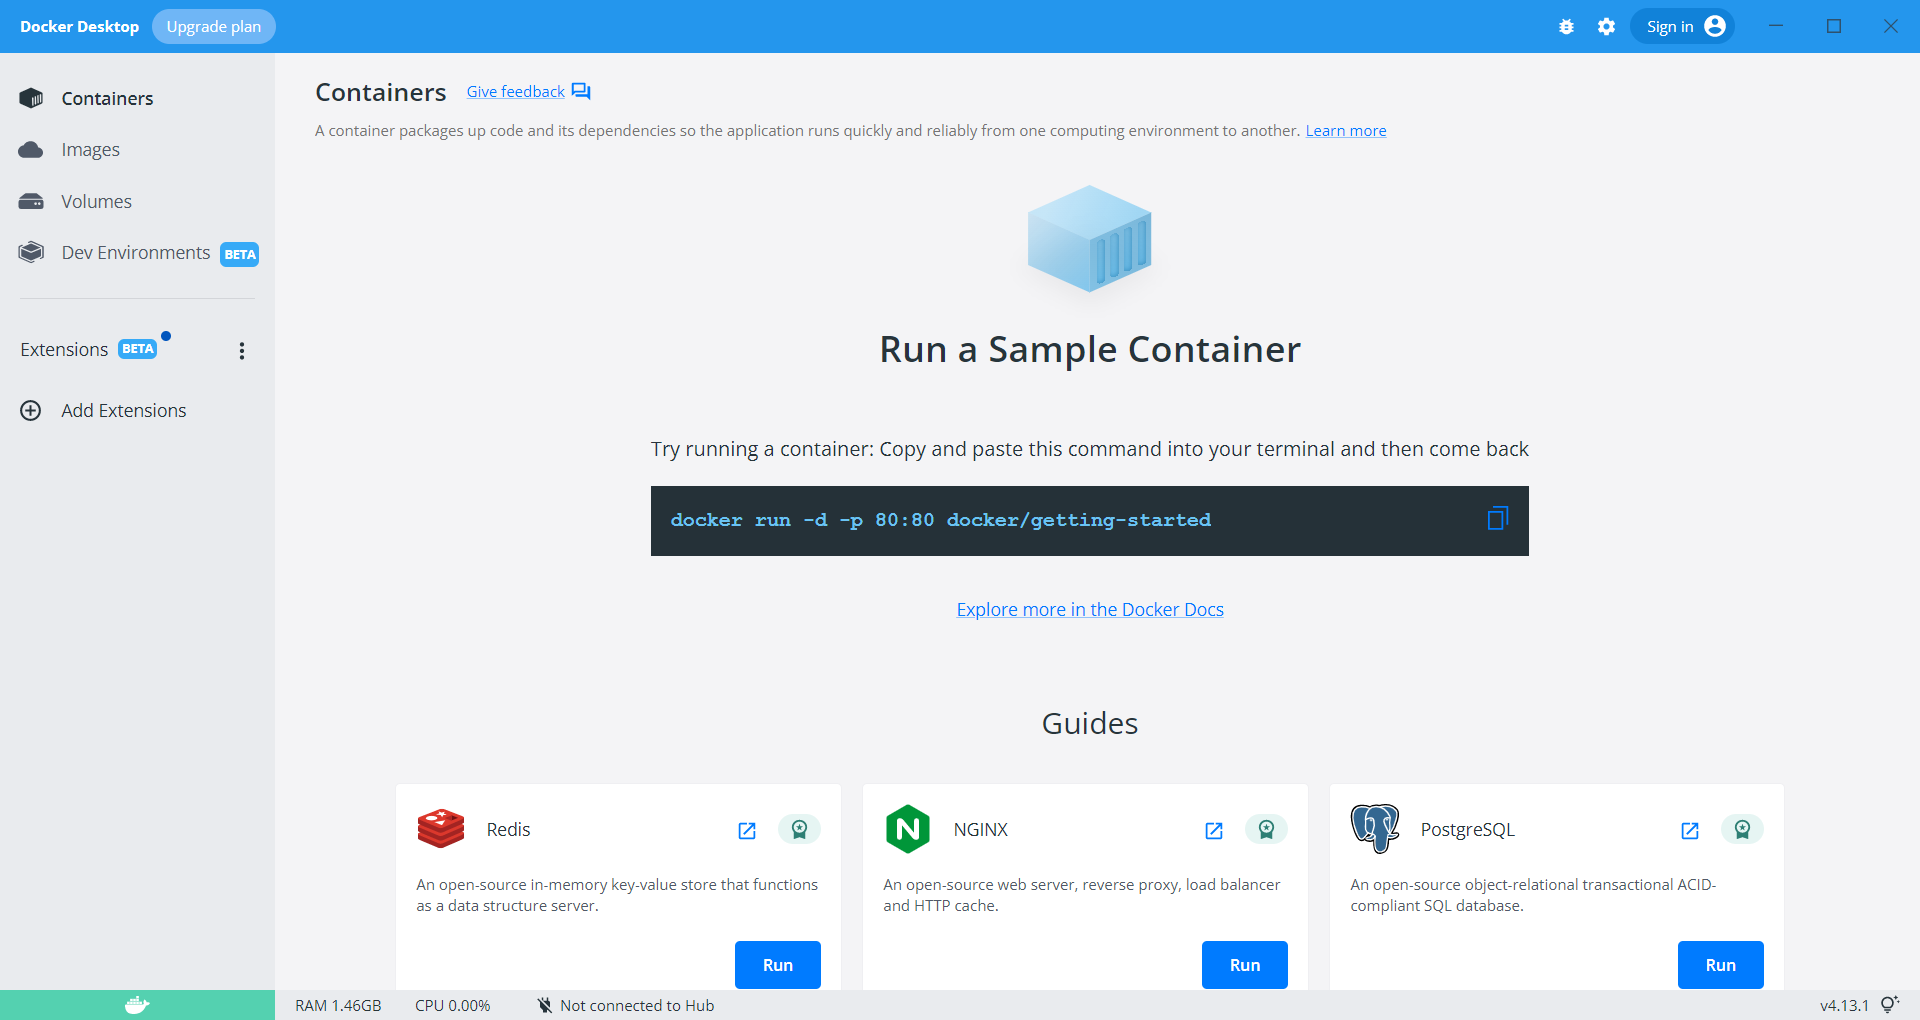 Docker Desktop Upgrade plan Sign in
Containers
Images
Volumes
Dev Environments BETA
Extensions BETA
Add Extensions
Containers Give feedback
A container packages up code and its dependencies so the application runs quickly and reliably from one computing environment to another. Learn more
Run a Sample Container
Try running a container: Copy and paste this command into your terminal and then come back
docker run -d -p 80:80 docker/getting-started
Explore more in the Docker Docs
Guides
Redis
An open-source in-memory key-value store that functions
as a data structure server.
Run
NGINX
An open-source web server, reverse proxy, load balancer
and HTTP cache.
Run
PostgreSQL
An open-source object-relational transactional ACID-
compliant SQL database.
Run
RAM 1.46GB CPU 0.00% Not connected to Hub v4.13.1